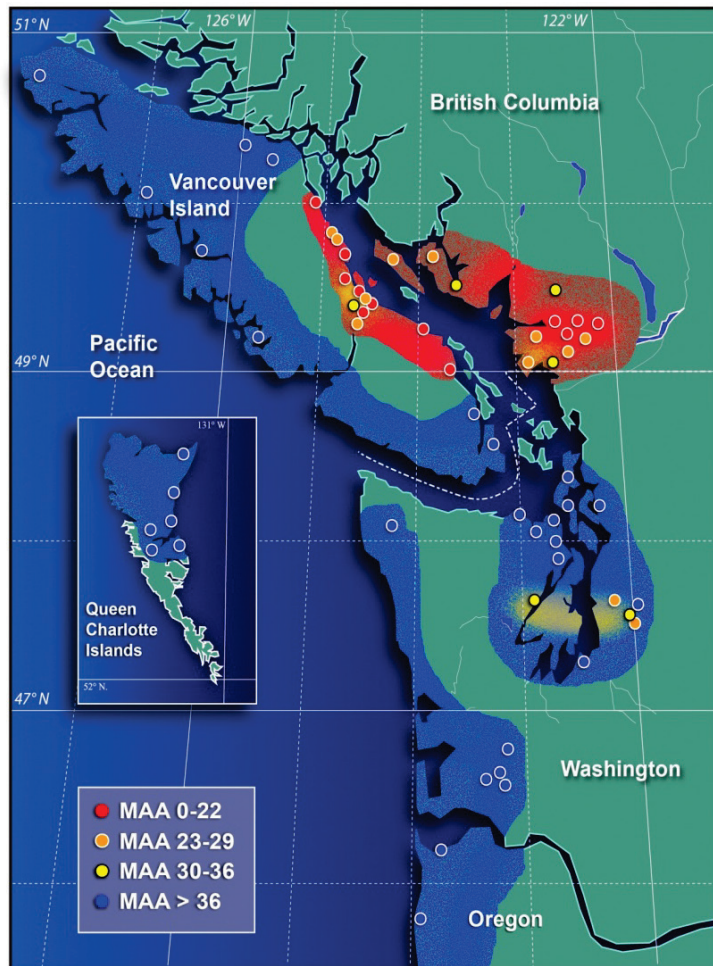 51° N
126° W
122° W
British Columbia
Vancouver
Island
Pacific
Ocean
49° N
131° W
Queen
Charlotte
Islands
52° N.
47° N
Washington
MAA 0-22
MAA 23-29
MAA 30-36
MAA > 36
Oregon